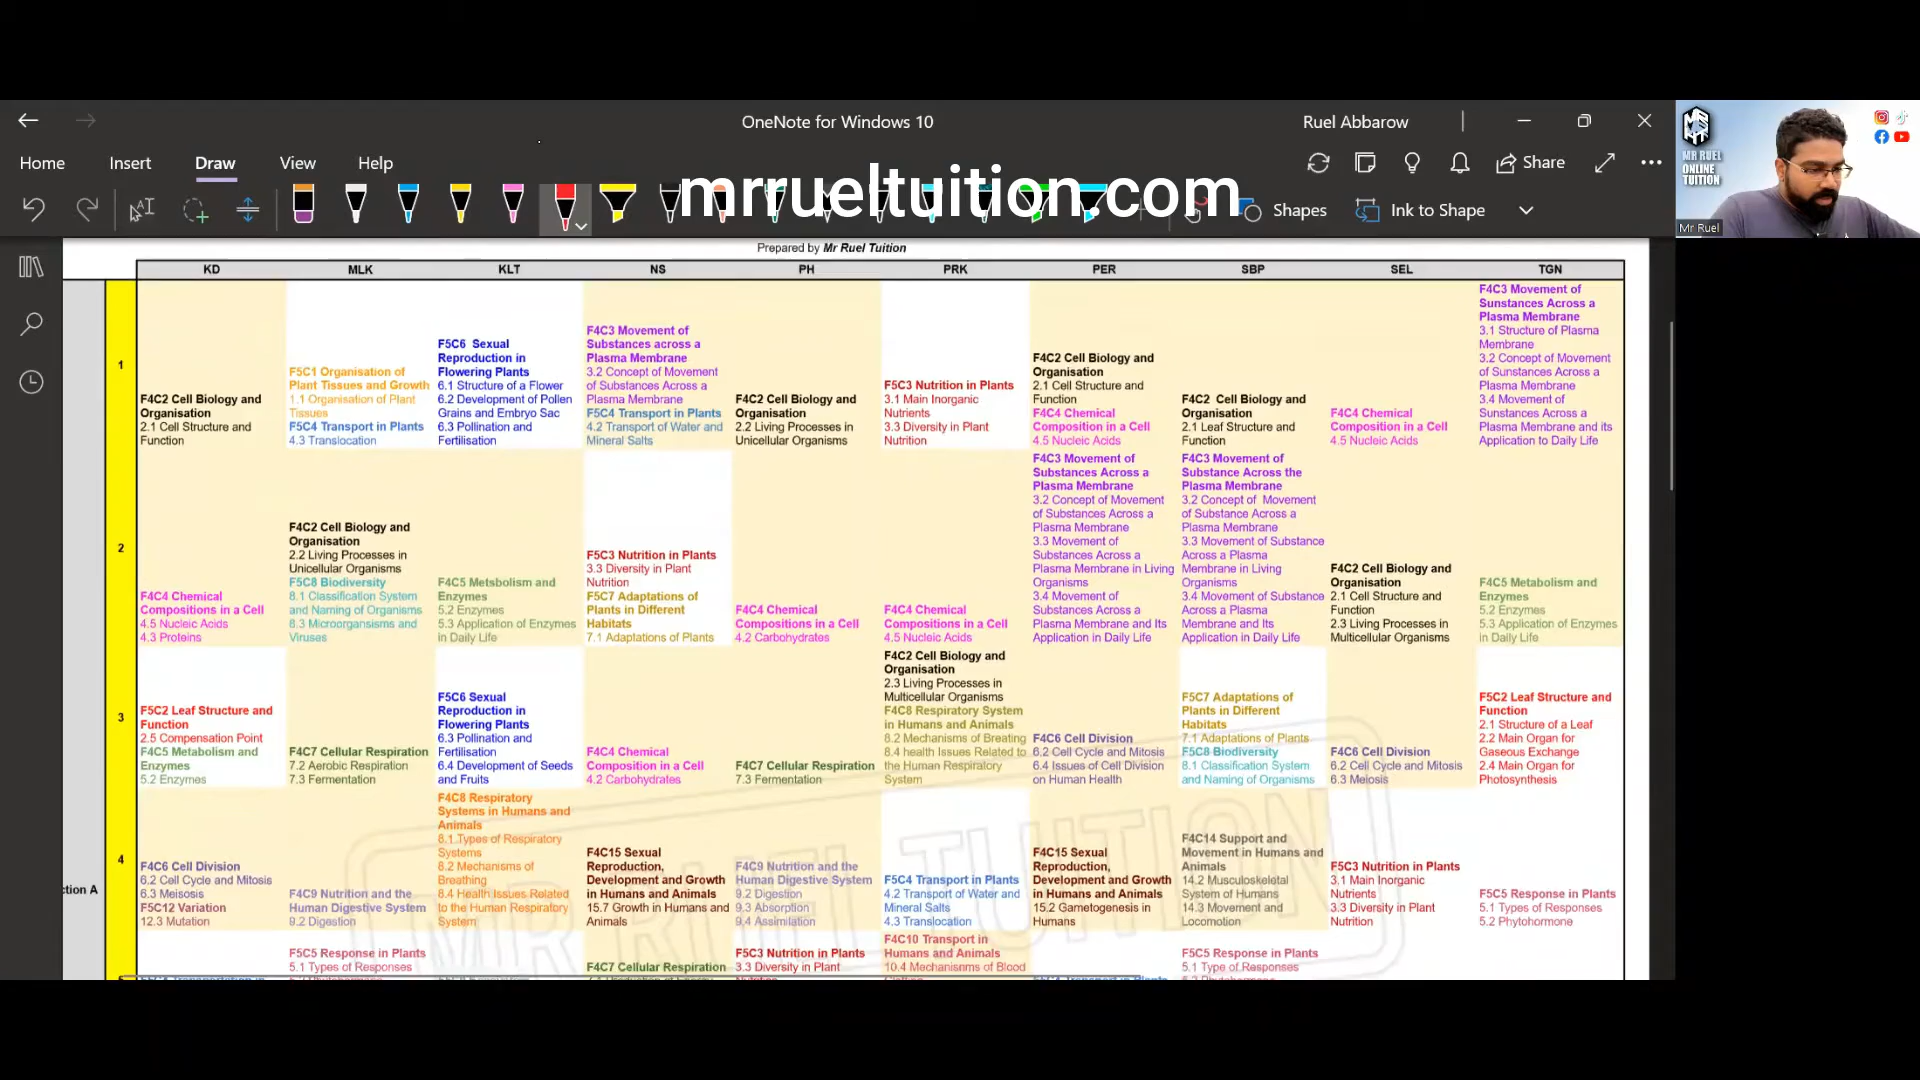 OneNote for Windows 10
Ruel Abbarow
Home
Insert
Draw
View
Help
Share
Shapes
Ink to Shape
mrrueltuition.com
MR RUEL
ONLINE
TUITION
Mr Ruel
Prepared by Mr Ruel Tuition
KD
MLK
KLT
NS
PH
PRK
PER
SBP
SEL
TGN
1
F4C2 Cell Biology and
Organisation
2.1 Cell Structure and
Function
F5C1 Organisation of
Plant Tissues and Growth
1.1 Organisation of Plant
Tissues
F5C4 Transport in Plants
4.3 Translocation
F5C6 Sexual
Reproduction in
Flowering Plants
6.1 Structure of a Flower
6.2 Development of Pollen
Grains and Embryo Sac
6.3 Pollination and
Fertilisation
F4C3 Movement of
Substances across a
Plasma Membrane
3.2 Concept of Movement
of Substances Across a
Plasma Membrane
F5C4 Transport in Plants
4.2 Transport of Water and
Mineral Salts
F4C2 Cell Biology and
Organisation
2.2 Living Processes in
Unicellular Organisms
F5C3 Nutrition in Plants
3.1 Main Inorganic
Nutrients
3.3 Diversity in Plant
Nutrition
F4C2 Cell Biology and
Organisation
2.1 Cell Structure and
Function
F4C4 Chemical
Composition in a Cell
4.5 Nucleic Acids
F4C2 Cell Biology and
Organisation
2.1 Leaf Structure and
Function
F4C4 Chemical
Composition in a Cell
4.5 Nucleic Acids
F4C3 Movement of
Sunstances Across a
Plasma Membrane
3.1 Structure of Plasma
Membrane
3.2 Concept of Movement
of Sunstances Across a
Plasma Membrane
3.4 Movement of
Sunstances Across a
Plasma Membrane and its
Application to Daily Life
2
F4C4 Chemical
Compositions in a Cell
4.5 Nucleic Acids
4.3 Proteins
F4C2 Cell Biology and
Organisation
2.2 Living Processes in
Unicellular Organisms
F5C8 Biodiversity
8.1 Classification System
and Naming of Organisms
8.3 Microorgansisms and
Viruses
F4C5 Metsbolism and
Enzymes
5.2 Enzymes
5.3 Application of Enzymes
in Daily Life
F5C3 Nutrition in Plants
3.3 Diversity in Plant
Nutrition
F5C7 Adaptations of
Plants in Different
Habitats
7.1 Adaptations of Plants
F4C4 Chemical
Compositions in a Cell
4.2 Carbohydrates
F4C4 Chemical
Compositions in a Cell
4.5 Nucleic Acids
F4C3 Movement of
Substances Across a
Plasma Membrane
3.2 Concept of Movement
of Substances Across a
Plasma Membrane
3.3 Movement of
Substances Across a
Plasma Membrane in Living
Organisms
3.4 Movement of
Substances Across a
Plasma Membrane and Its
Application in Daily Life
F4C3 Movement of
Substance Across the
Plasma Membrane
3.2 Concept of Movement
of Substance Across a
Plasma Membrane
3.3 Movement of Substance
Across a Plasma
Membrane in Living
Organisms
3.4 Movement of Substance
Across a Plasma
Membrane and Its
Application in Daily Life
F4C2 Cell Biology and
Organisation
2.1 Cell Structure and
Function
2.3 Living Processes in
Multicellular Organisms
F4C5 Metabolism and
Enzymes
5.2 Enzymes
5.3 Application of Enzymes
in Daily Life
3
F5C2 Leaf Structure and
Function
2.5 Compensation Point
F4C5 Metabolism and
Enzymes
5.2 Enzymes
F4C7 Cellular Respiration
7.2 Aerobic Respiration
7.3 Fermentation
F5C6 Sexual
Reproduction in
Flowering Plants
6.3 Pollination and
Fertilisation
6.4 Development of Seeds
and Fruits
F4C4 Chemical
Composition in a Cell
4.2 Carbohydrates
F4C7 Cellular Respiration
7.3 Fermentation
F4C2 Cell Biology and
Organisation
2.3 Living Processes in
Multicellular Organisms
F4C8 Respiratory System
in Humans and Animals
8.2 Mechanisms of Breating
8.4 health Issues Related to
the Human Respiratory
System
F4C6 Cell Division
6.2 Cell Cycle and Mitosis
6.4 Issues of Cell Division
on Human Health
F5C7 Adaptations of
Plants in Different
Habitats
7.1 Adaptations of Plants
F5C8 Biodiversity
8.1 Classification System
and Naming of Organisms
F4C6 Cell Division
6.2 Cell Cycle and Mitosis
6.3 Meiosis
F5C2 Leaf Structure and
Function
2.1 Structure of a Leaf
2.2 Main Organ for
Gaseous Exchange
2.4 Main Organ for
Photosynthesis
4
F4C6 Cell Division
6.2 Cell Cycle and Mitosis
6.3 Meisosis
F5C12 Variation
12.3 Mutation
F4C9 Nutrition and the
Human Digestive System
9.2 Digestion
F4C8 Respiratory
Systems in Humans and
Animals
8.1 Types of Respiratory
Systems
8.2 Mechanisms of
Breathing
8.4 Health Issues Related
to the Human Respiratory
System
F4C15 Sexual
Reproduction,
Development and Growth
in Humans and Animals
15.7 Growth in Humans and
Animals
F4C9 Nutrition and the
Human Digestive System
9.2 Digestion
9.3 Absorption
9.4 Assimilation
F5C4 Transport in Plants
4.2 Transport of Water and
Mineral Salts
4.3 Translocation
F4C15 Sexual
Reproduction,
Development and Growth
in Humans and Animals
15.2 Gametogenesis in
Humans
F4C14 Support and
Movement in Humans and
Animals
14.2 Musculoskeletal
System of Humans
14.3 Movement and
Locomotion
F5C3 Nutrition in Plants
3.1 Main Inorganic
Nutrients
3.3 Diversity in Plant
Nutrition
F5C5 Response in Plants
5.1 Types of Responses
5.2 Phytohormone
ction A
F5C5 Response in Plants
5.1 Types of Responses
F4C7 Cellular Respiration
F5C3 Nutrition in Plants
3.3 Diversity in Plant
F4C10 Transport in
Humans and Animals
10.4 Mechanisnms of Blood
F5C5 Response in Plants
5.1 Type of Responses
MR RUEL TUITION